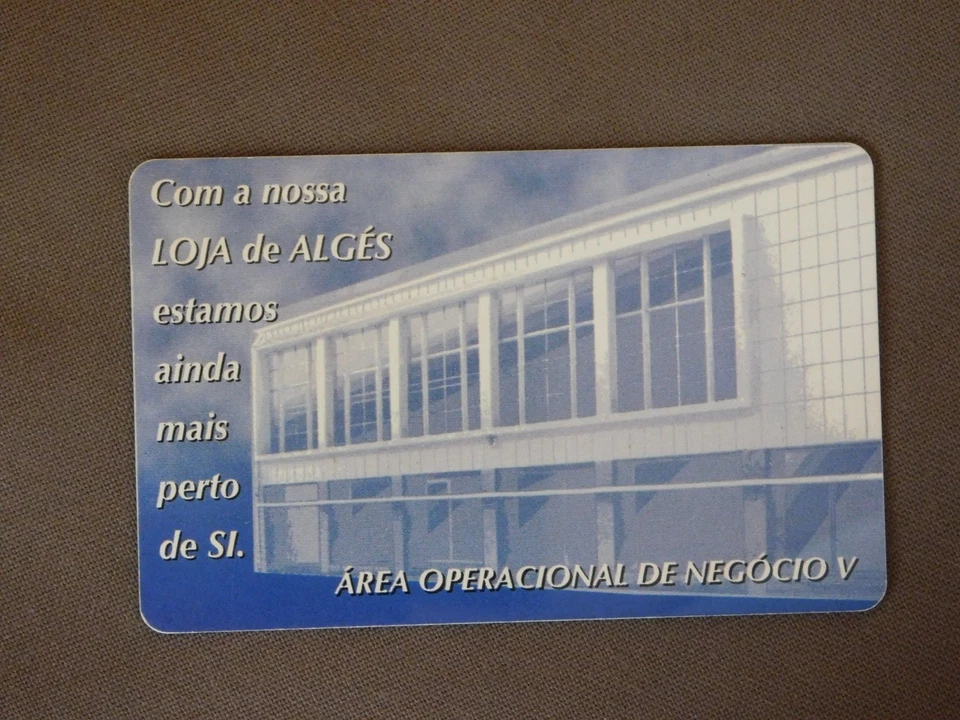 Com a nossa
LOJA de ALGÉS
estamos
ainda
mais
perto
de SI.
ÁREA OPERACIONAL DE NEGÓCIO V